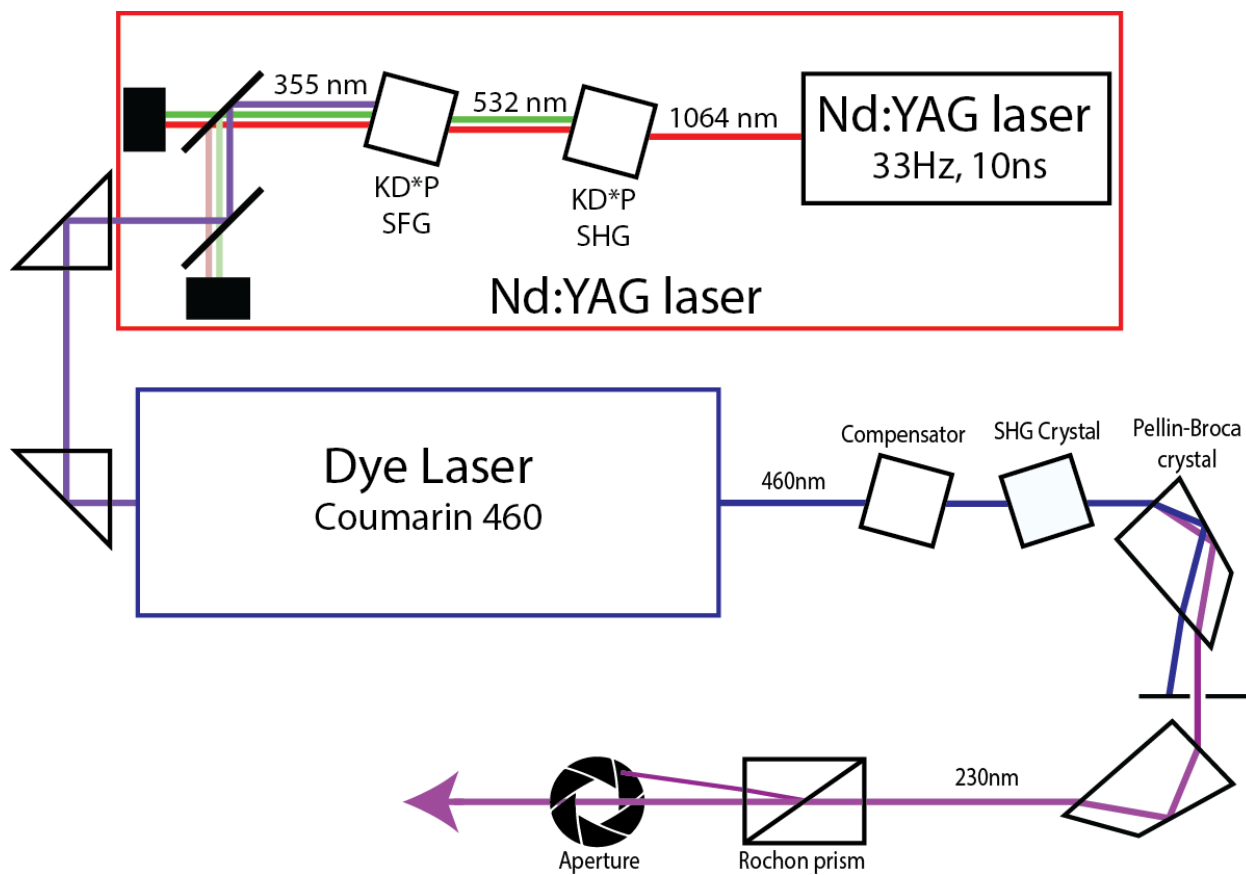 355 nm
532 nm
1064 nm
Nd:YAG laser
33Hz, 10ns
KD*P
SFG
KD*P
SHG
Nd:YAG laser
Dye Laser
Coumarin 460
460nm
Compensator
SHG Crystal
Pellin-Broca
crystal
230nm
Aperture
Rochon prism